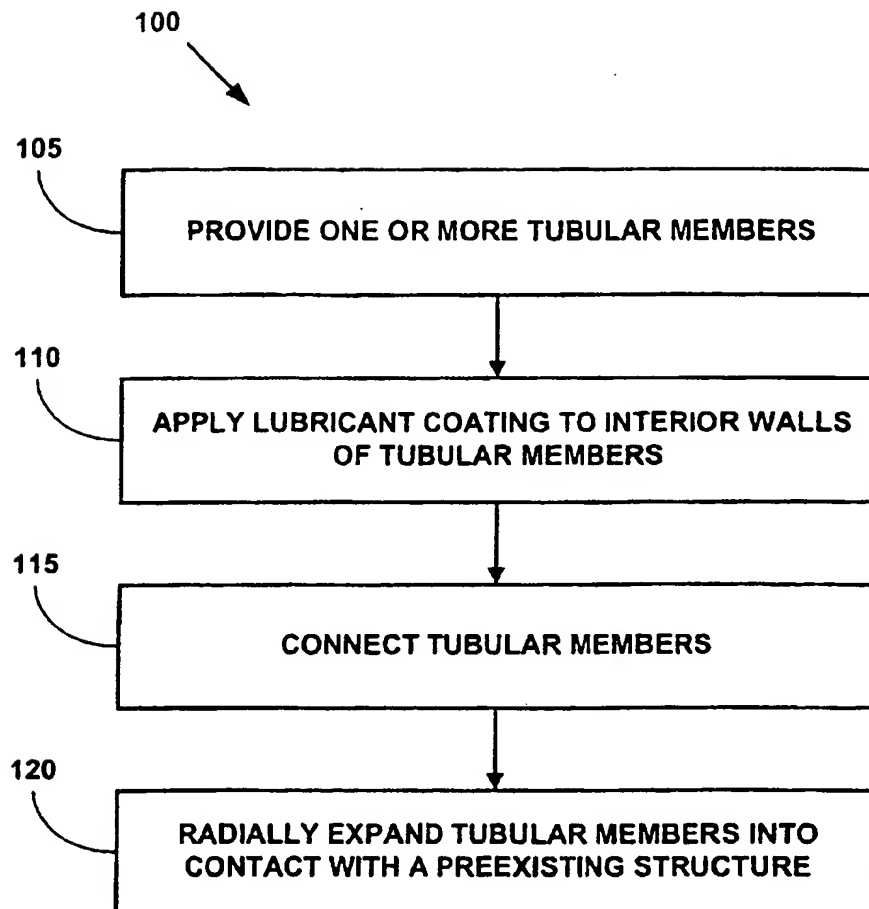 100
105
PROVIDE ONE OR MORE TUBULAR MEMBERS
110
APPLY LUBRICANT COATING TO INTERIOR WALLS
OF TUBULAR MEMBERS
115
CONNECT TUBULAR MEMBERS
120
RADIALLY EXPAND TUBULAR MEMBERS INTO
CONTACT WITH A PREEXISTING STRUCTURE